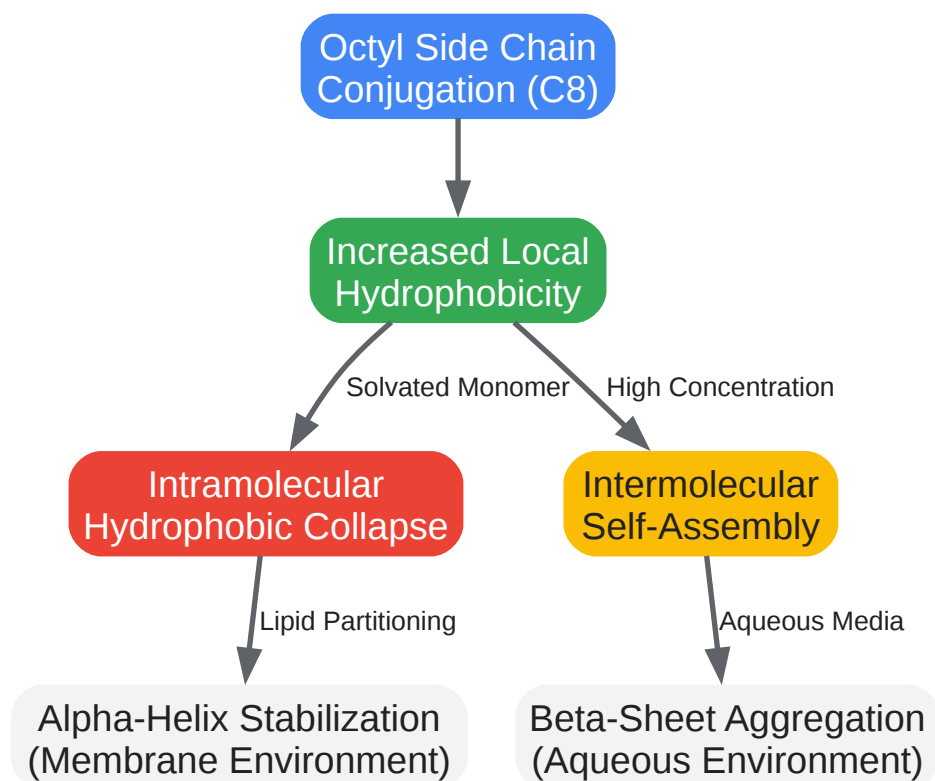 Octyl Side Chain
Conjugation (C8)
Increased Local
Hydrophobicity
Solvated Monomer
High Concentration
Intramolecular
Hydrophobic Collapse
Intermolecular
Self-Assembly
Lipid Partitioning
Aqueous Media
Alpha-Helix Stabilization
(Membrane Environment)
Beta-Sheet Aggregation
(Aqueous Environment)